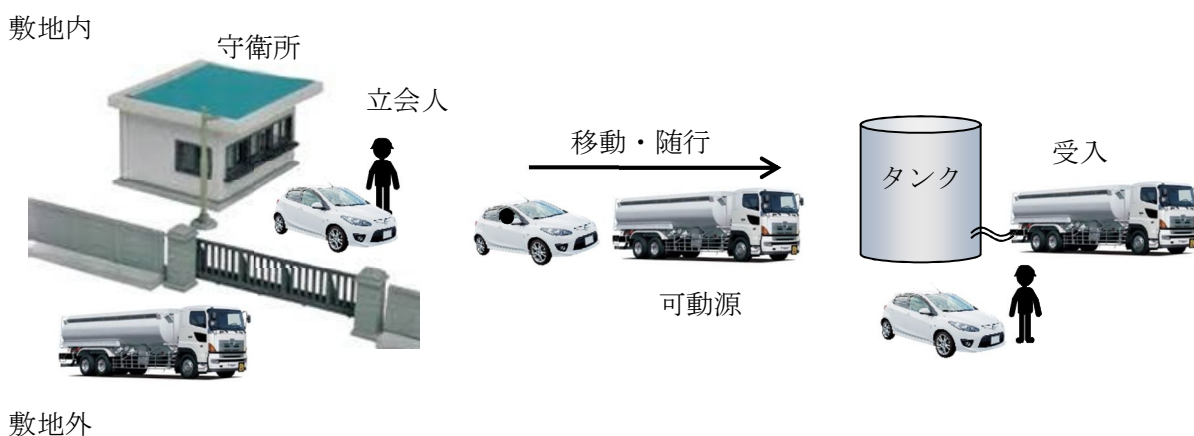 敷地内
守衛所
立会人
移動・随行
可動源
タンク
受入
敷地外